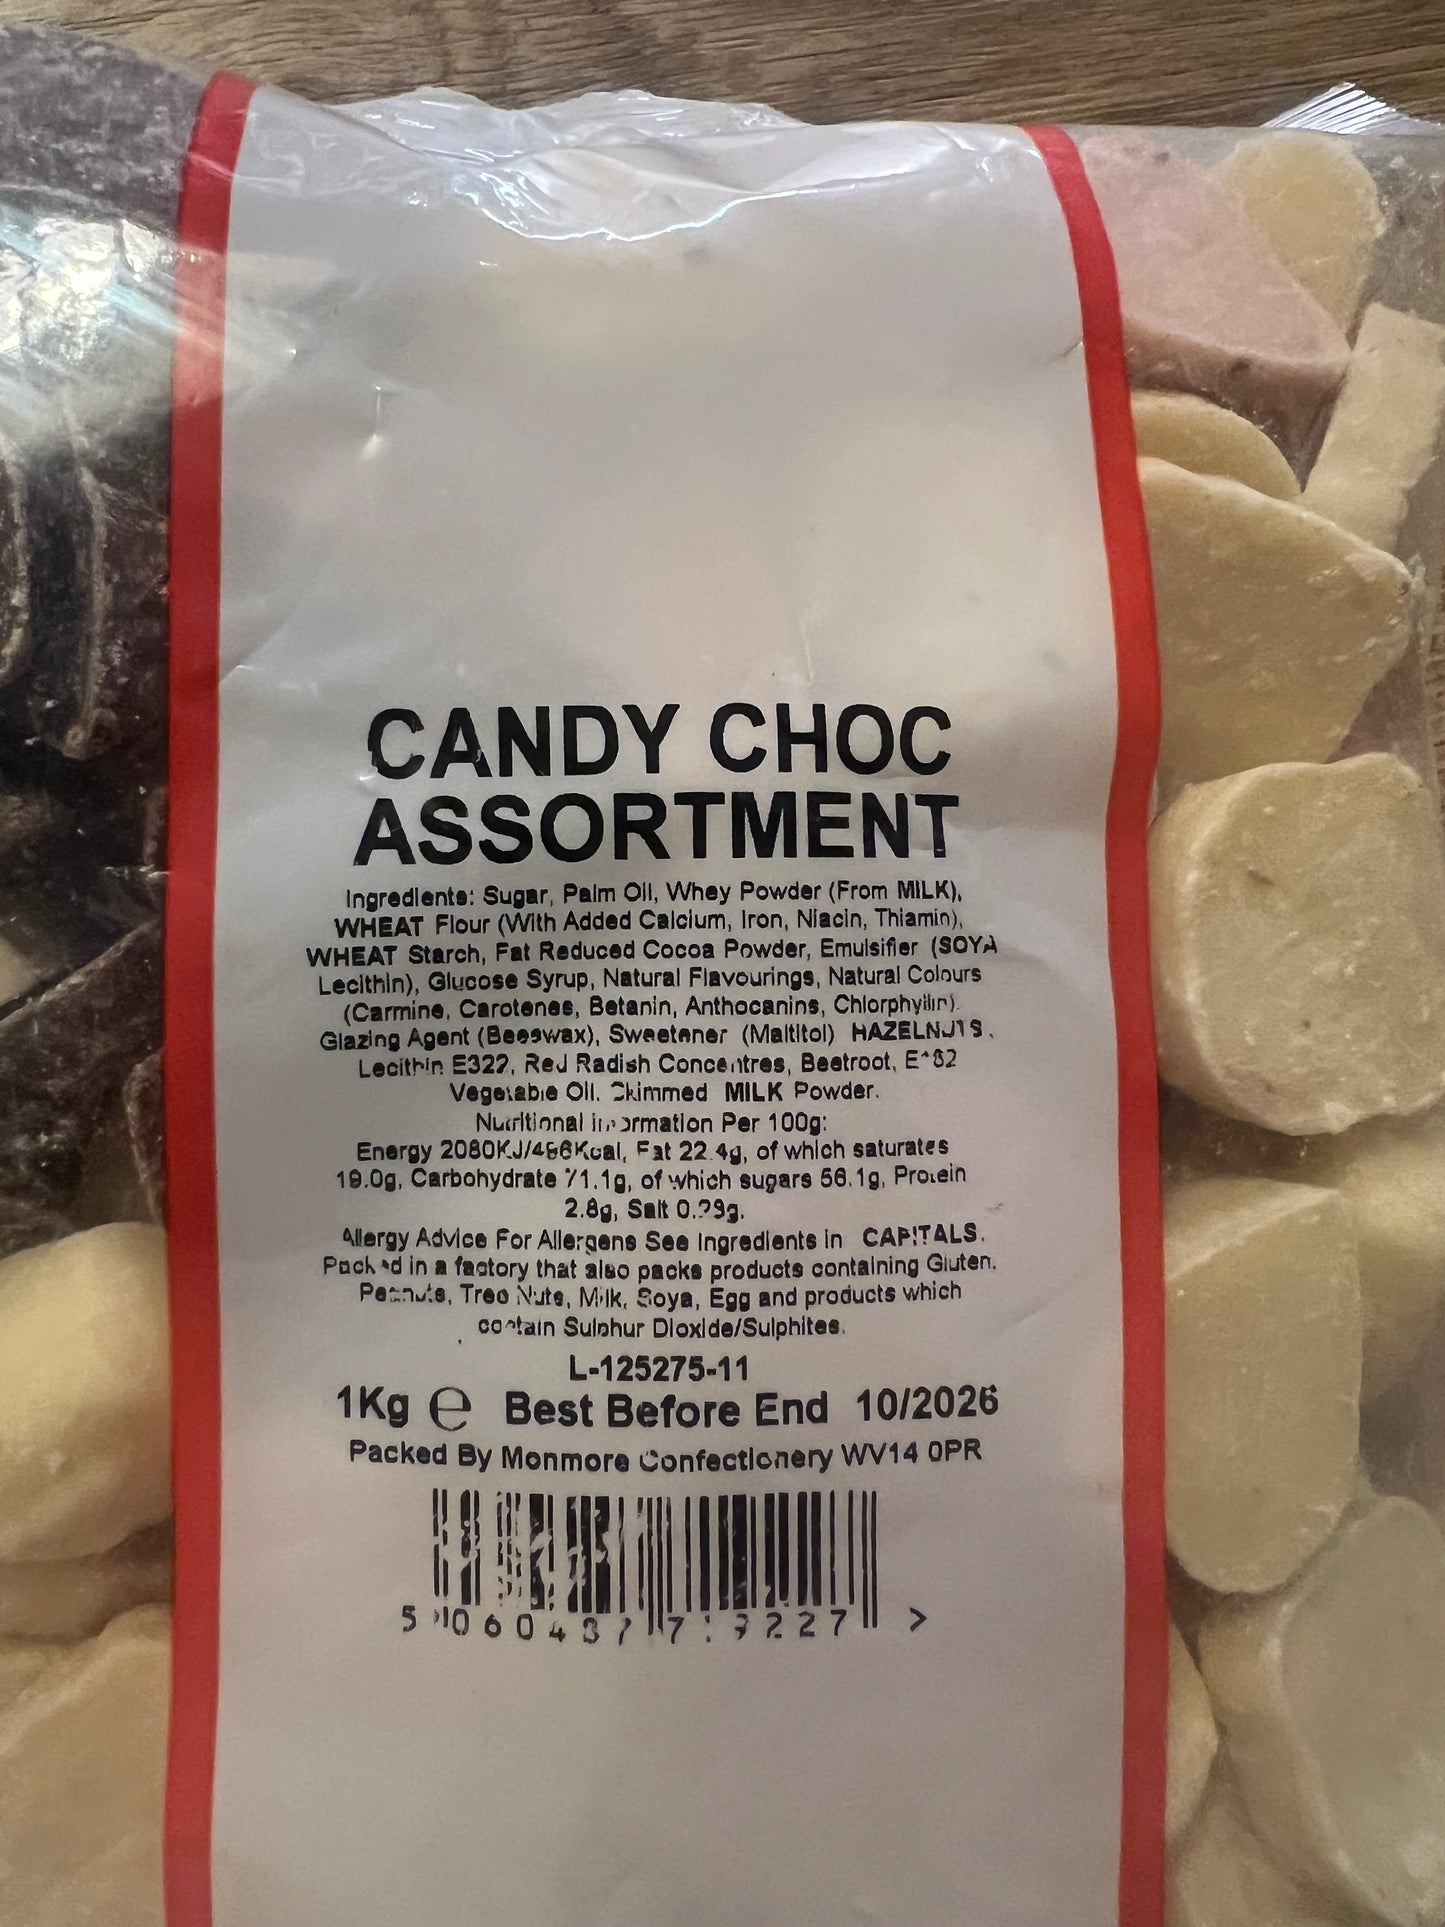 CANDY CHOC
ASSORTMENT
Ingredients: Sugar, Palm Oil, Whey Powder (From MILK),
WHEAT Flour (With Added Calcium, Iron, Niacin, Thiamin),
WHEAT Starch, Fat Reduced Cocoa Powder, Emulsifier (SOYA
Lecithin), Glucose Syrup, Natural Flavourings, Natural Colours
(Carmine, Carotenes, Betanin, Anthocanins, Chlorphyllin)
Glazing Agent (Beeswax), Sweetener (Maltitol) HAZELNUTS,
Lecithin E322, Red Radish Concentres, Beetroot,
Vegetable Oil. Skimmed MILK Powder.
Nutritional Information Per 100g:
Energy Fat 22.4g, of which saturates
Carbohydrate 71.1g, of which sugars 56.1g, Protein
2.8g, Salt
Allergy Advice For Allergens See Ingredients in CAPITALS.
Packed in a factory that also packs products containing Gluten,
Peanuts, Tree Nuts, Milk, Soya, Egg and products which
contain Sulphur Dioxide/Sulphites.
L-125275-11
1Kg ℮ Best Before End 10/2026
Packed By Monmore Confectionery WV14 0PR
5 >